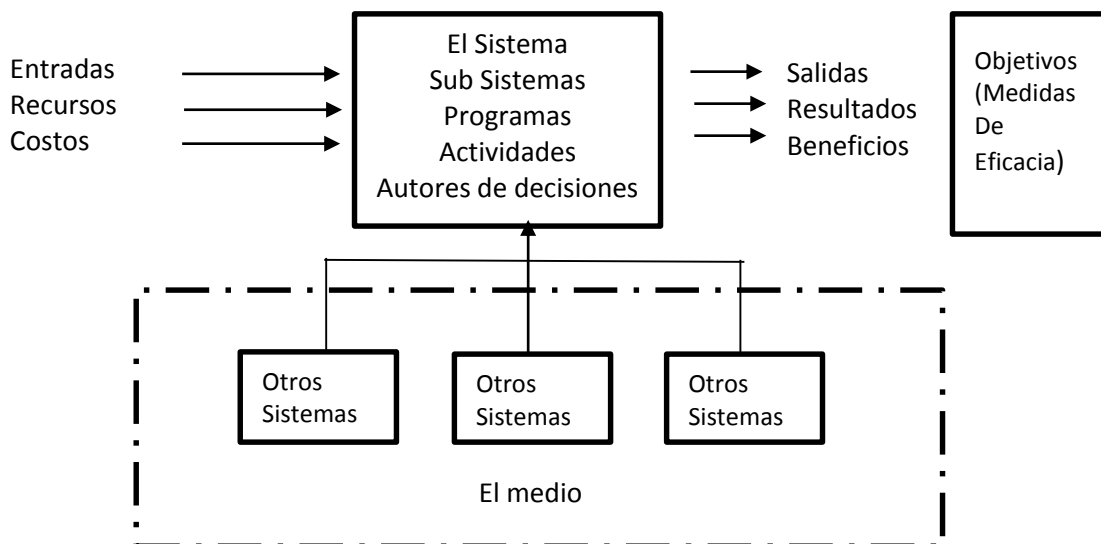 Entradas
Recursos
Costos
El Sistema
Sub Sistemas
Programas
Actividades
Autores de decisiones
Salidas
Resultados
Beneficios
Objetivos
(Medidas
De
Eficacia)
Otros
Sistemas
Otros
Sistemas
Otros
Sistemas
El medio